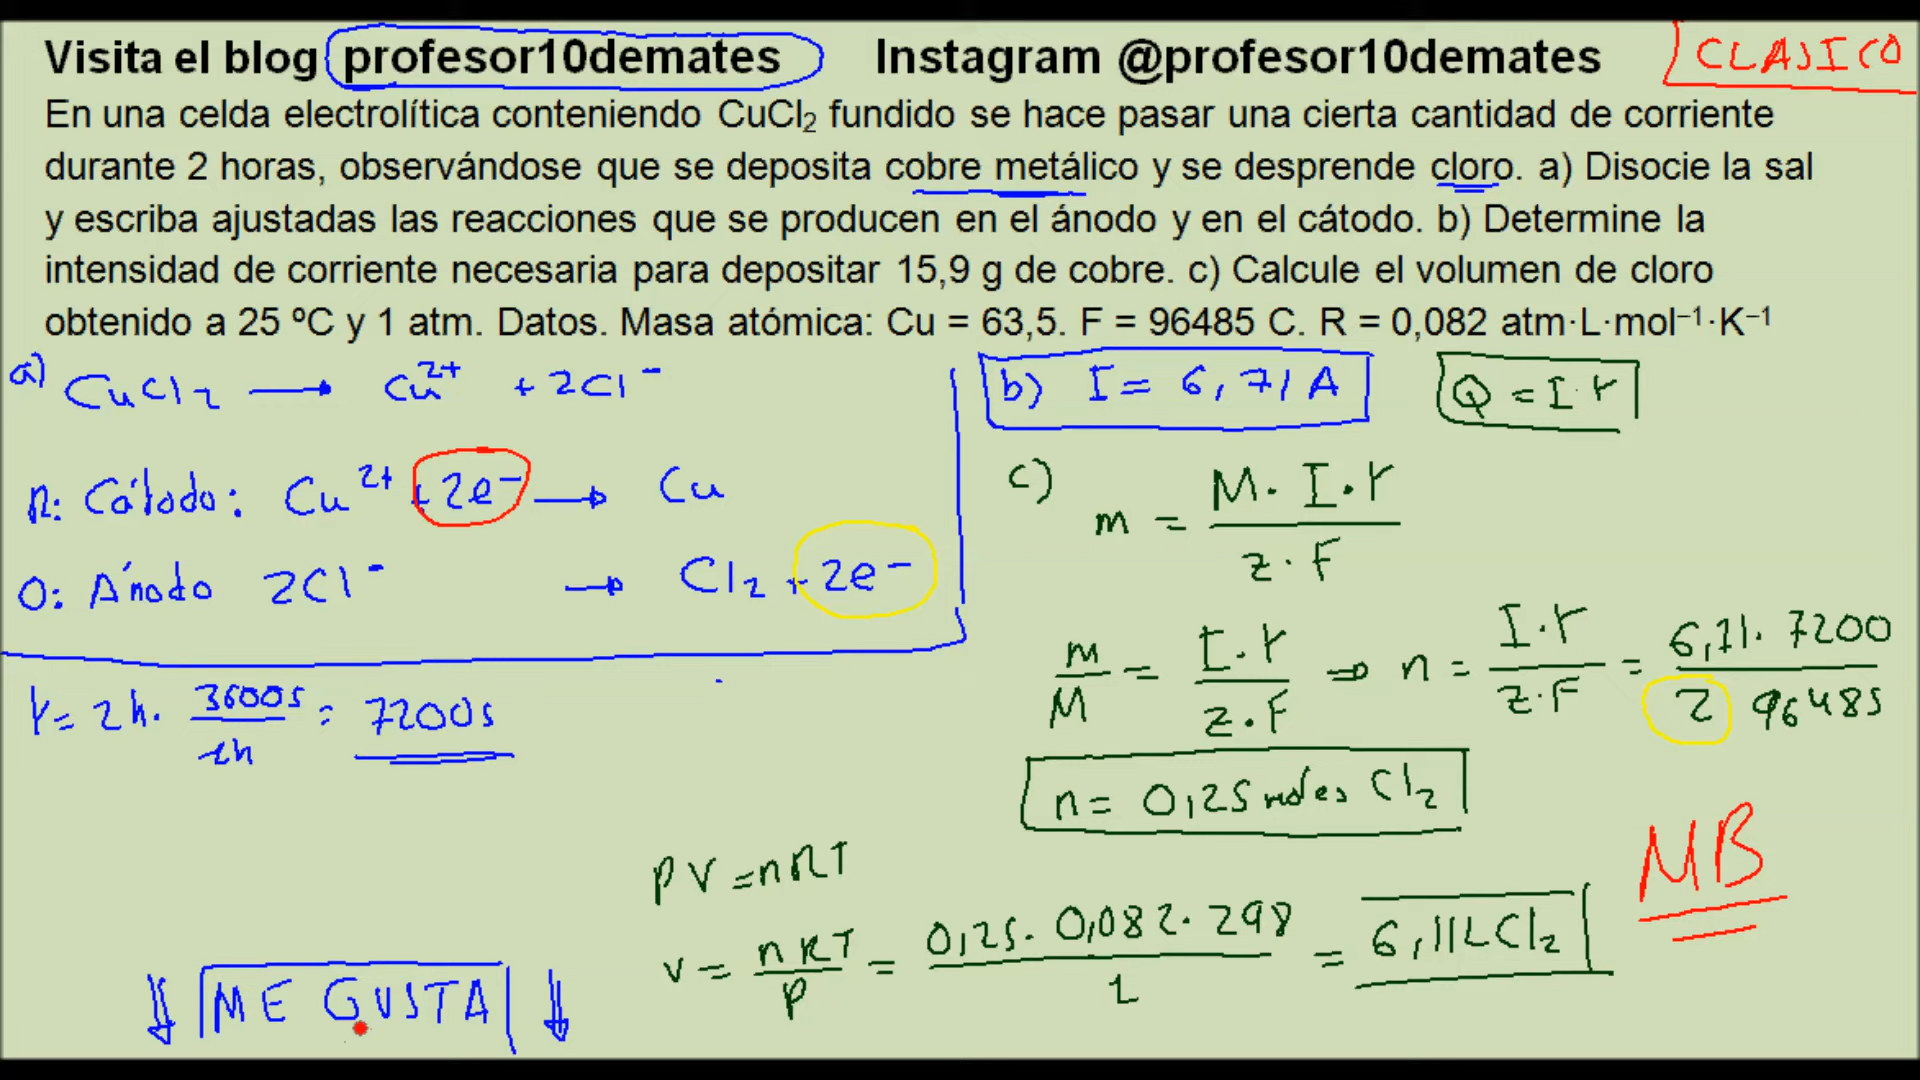 Visita el blog profesor10demates Instagram @profesor10demates CLASICO
En una celda electrolítica conteniendo CuCl₂ fundido se hace pasar una cierta cantidad de corriente
durante 2 horas, observándose que se deposita cobre metálico y se desprende cloro. a) Disocie la sal
y escriba ajustadas las reacciones que se producen en el ánodo y en el cátodo. b) Determine la
intensidad de corriente necesaria para depositar 15,9 g de cobre. c) Calcule el volumen de cloro
obtenido a 25 ºC y 1 atm. Datos. Masa atómica: Cu = 63,5. F = 96485 C. R = 0,082 atm·L·mol⁻¹·K⁻¹
a) CuCl₂ → Cu²⁺ + 2Cl⁻
R: Cátodo: Cu²⁺ + 2e⁻ → Cu
O: Ánodo 2Cl⁻ → Cl₂ + 2e⁻
t = 2h · 3600s / 1h = 7200s
b) I = 6,71 A
Q = I·t
c) m = M·I·t / z·F
m / M = I·t / z·F ⇒ n = I·t / z·F = 6,71·7200 / 2 96485
n = 0,25 moles Cl₂
PV = nRT
V = nRT / P = 0,25·0,082·298 / 1 = 6,11L Cl₂
MB
ME GUSTA